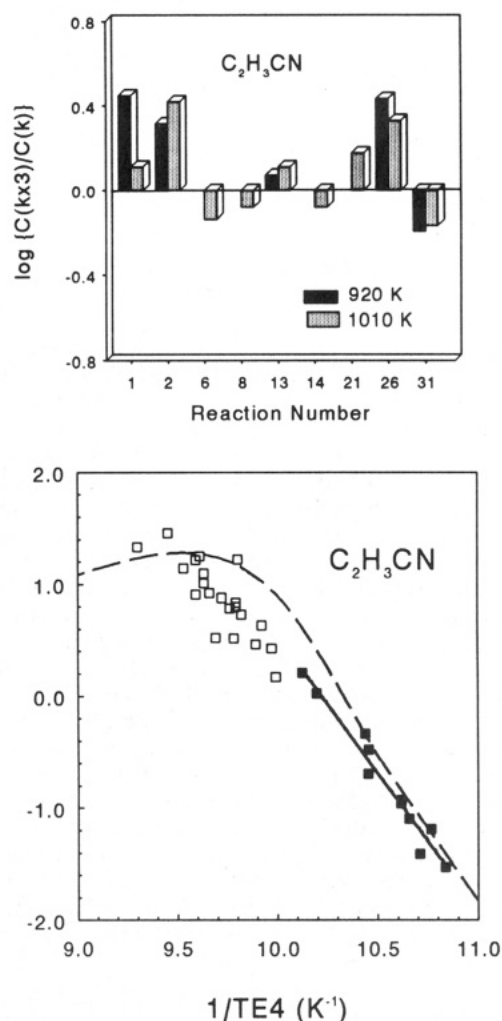 0.8
C₂H₃CN
0.4
0.0
-0.4
-0.8
log {C(kx3)/C(k)}
920 K
1010 K
1 2 6 8 13 14 21 26 31
Reaction Number
2.0
C₂H₃CN
1.0
0.0
-1.0
-2.0
9.0 9.5 10.0 10.5 11.0
1/TE4 (K⁻¹)